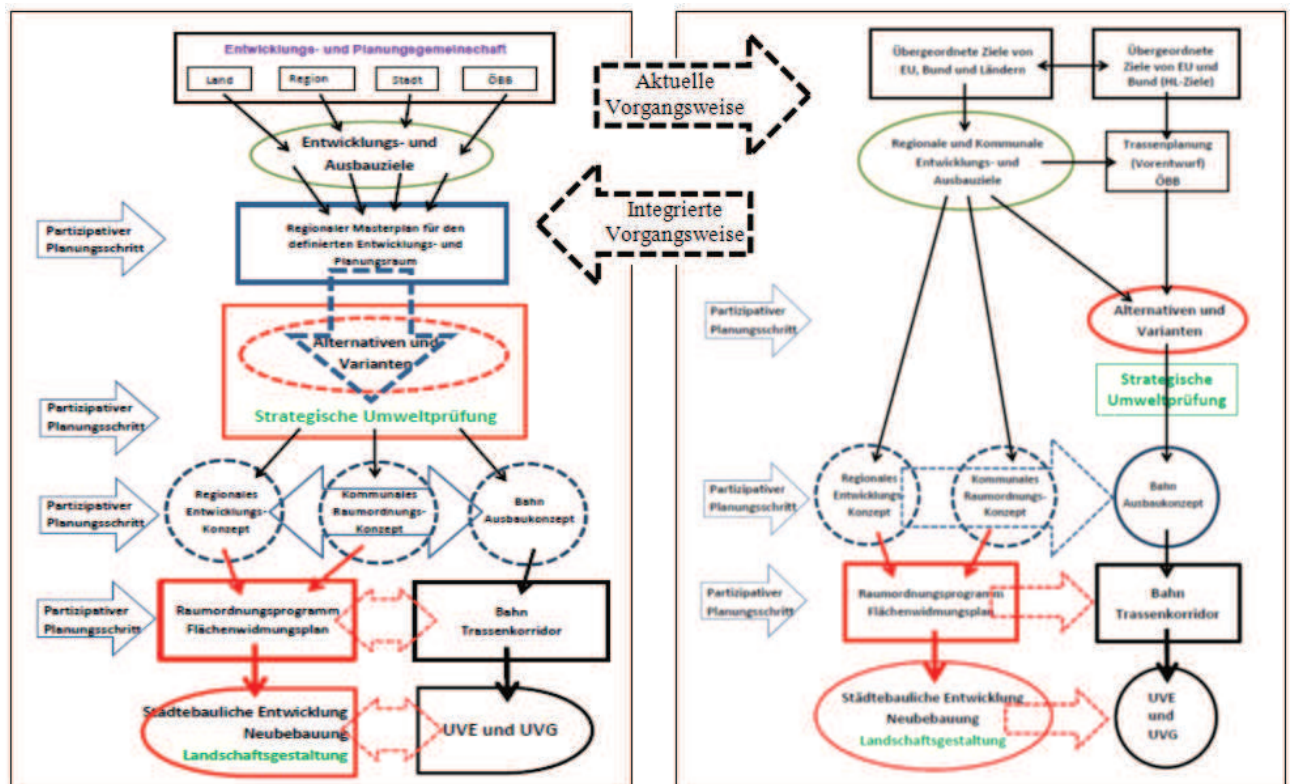 Entwicklungs- und Planungsgemeinschaft
Land
Region
Stadt
ÖBB
Entwicklungs- und
Ausbauziele
Partizipativer
Planungsschritt
Regionaler Masterplan für den
definierten Entwicklungs- und
Planungsraum
Alternativen und
Varianten
Strategische Umweltprüfung
Partizipativer
Planungsschritt
Partizipativer
Planungsschritt
Regionales
Entwicklungs-
Konzept
Kommunales
Raumordnungs-
Konzept
Bahn
Ausbaukonzept
Partizipativer
Planungsschritt
Raumordnungsprogramm
Flächenwidmungsplan
Bahn
Trassenkorridor
Städtebauliche Entwicklung
Neubebauung
Landschaftsgestaltung
UVE und UVG
Aktuelle
Vorgangsweise
Integrierte
Vorgangsweise
Übergeordnete Ziele von
EU, Bund und Ländern
Übergeordnete
Ziele von EU und
Bund (HL-Ziele)
Regionale und Kommunale
Entwicklungs- und
Ausbauziele
Trassenplanung
(Vorentwurf)
ÖBB
Partizipativer
Planungsschritt
Alternativen und
Varianten
Strategische
Umweltprüfung
Partizipativer
Planungsschritt
Regionales
Entwicklungs-
Konzept
Kommunales
Raumordnungs-
Konzept
Bahn
Ausbaukonzept
Partizipativer
Planungsschritt
Raumordnungsprogramm
Flächenwidmungsplan
Bahn
Trassenkorridor
Städtebauliche Entwicklung
Neubebauung
Landschaftsgestaltung
UVE
und
UVG